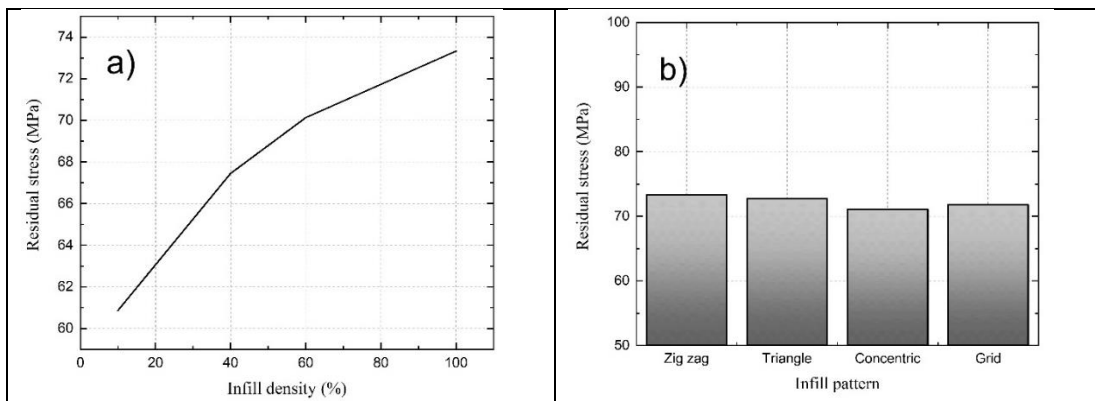 a)
Residual stress (MPa)
74
72
70
68
66
64
62
60
0 20 40 60 80 100
Infill density (%)
b)
Residual stress (MPa)
100
90
80
70
60
50
Zig zag Triangle Concentric Grid
Infill pattern